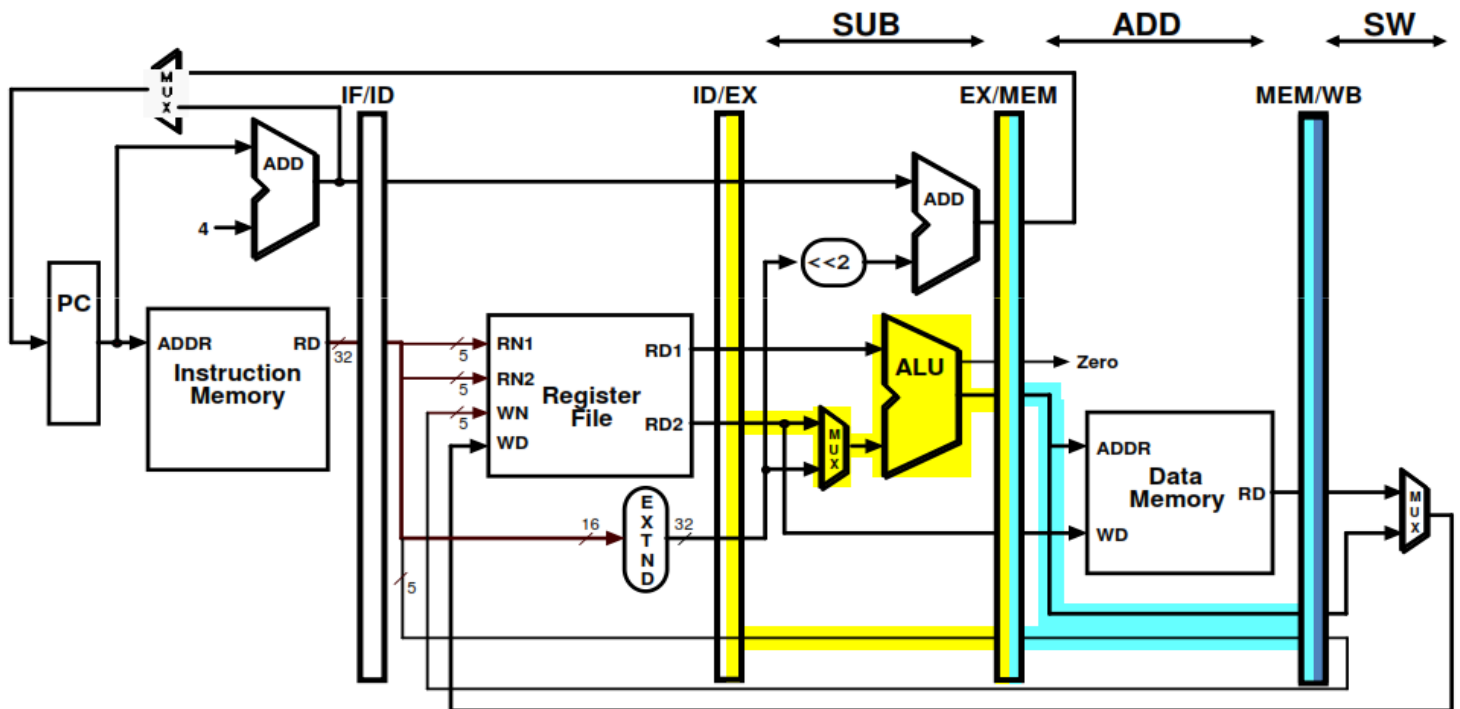 SUB
ADD
SW
M
U
X
IF/ID
ID/EX
EX/MEM
MEM/WB
ADD
ADD
4
<<2
PC
ADDR
RD
32
Instruction
Memory
5
RN1
5
RN2
5
WN
WD
Register
File
RD1
RD2
M
U
X
ALU
Zero
ADDR
Data
Memory
RD
WD
M
U
X
16
E
X
T
N
D
32
5